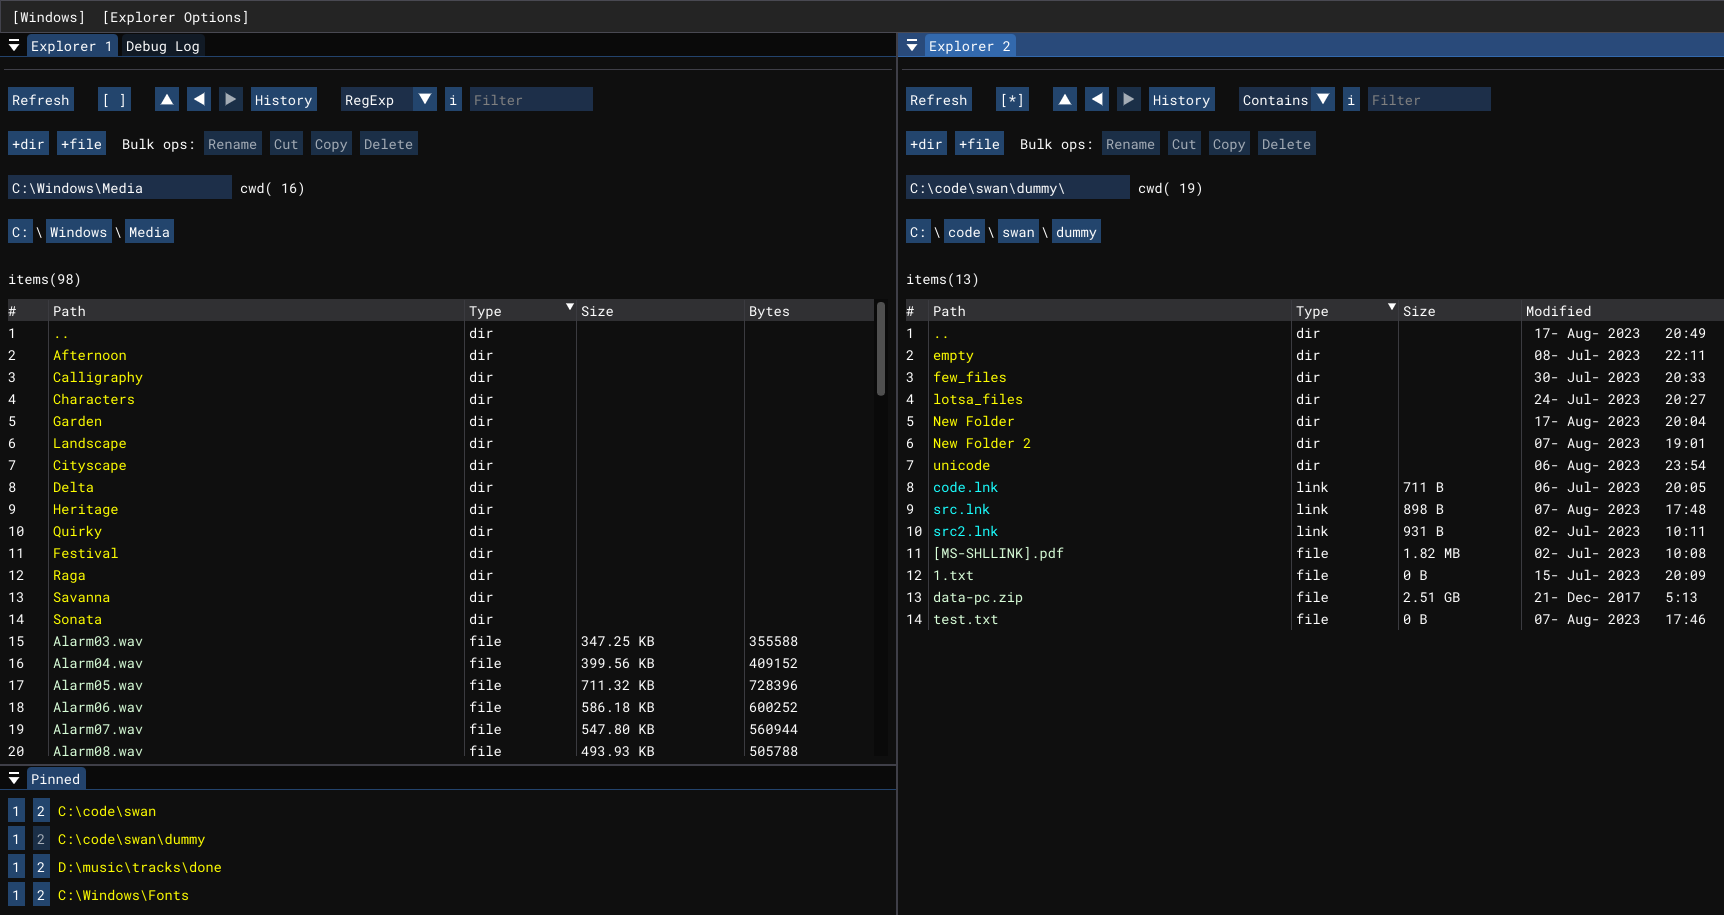 [Windows] [Explorer Options]
Explorer 1 Debug Log
Refresh [ ] History RegExp i Filter
+dir +file Bulk ops: Rename Cut Copy Delete
C:\Windows\Media cwd( 16)
C: \ Windows \ Media
items(98)
# Path Type Size Bytes
1 .. dir
2 Afternoon dir
3 Calligraphy dir
4 Characters dir
5 Garden dir
6 Landscape dir
7 Cityscape dir
8 Delta dir
9 Heritage dir
10 Quirky dir
11 Festival dir
12 Raga dir
13 Savanna dir
14 Sonata dir
15 Alarm03.wav file 347.25 KB 355588
16 Alarm04.wav file 399.56 KB 409152
17 Alarm05.wav file 711.32 KB 728396
18 Alarm06.wav file 586.18 KB 600252
19 Alarm07.wav file 547.80 KB 560944
20 Alarm08.wav file 493.93 KB 505788
Pinned
1 2 C:\code\swan
1 2 C:\code\swan\dummy
1 2 D:\music\tracks\done
1 2 C:\Windows\Fonts
Explorer 2
Refresh [*] History Contains i Filter
+dir +file Bulk ops: Rename Cut Copy Delete
C:\code\swan\dummy\ cwd( 19)
C: \ code \ swan \ dummy
items(13)
# Path Type Size Modified
1 .. dir 17- Aug- 2023 20:49
2 empty dir 08- Jul- 2023 22:11
3 few_files dir 30- Jul- 2023 20:33
4 lotsa_files dir 24- Jul- 2023 20:27
5 New Folder dir 17- Aug- 2023 20:04
6 New Folder 2 dir 07- Aug- 2023 19:01
7 unicode dir 06- Aug- 2023 23:54
8 code.lnk link 711 B 06- Jul- 2023 20:05
9 src.lnk link 898 B 07- Aug- 2023 17:48
10 src2.lnk link 931 B 02- Jul- 2023 10:11
11 [MS-SHLLINK].pdf file 1.82 MB 02- Jul- 2023 10:08
12 1.txt file 0 B 15- Jul- 2023 20:09
13 data-pc.zip file 2.51 GB 21- Dec- 2017 5:13
14 test.txt file 0 B 07- Aug- 2023 17:46